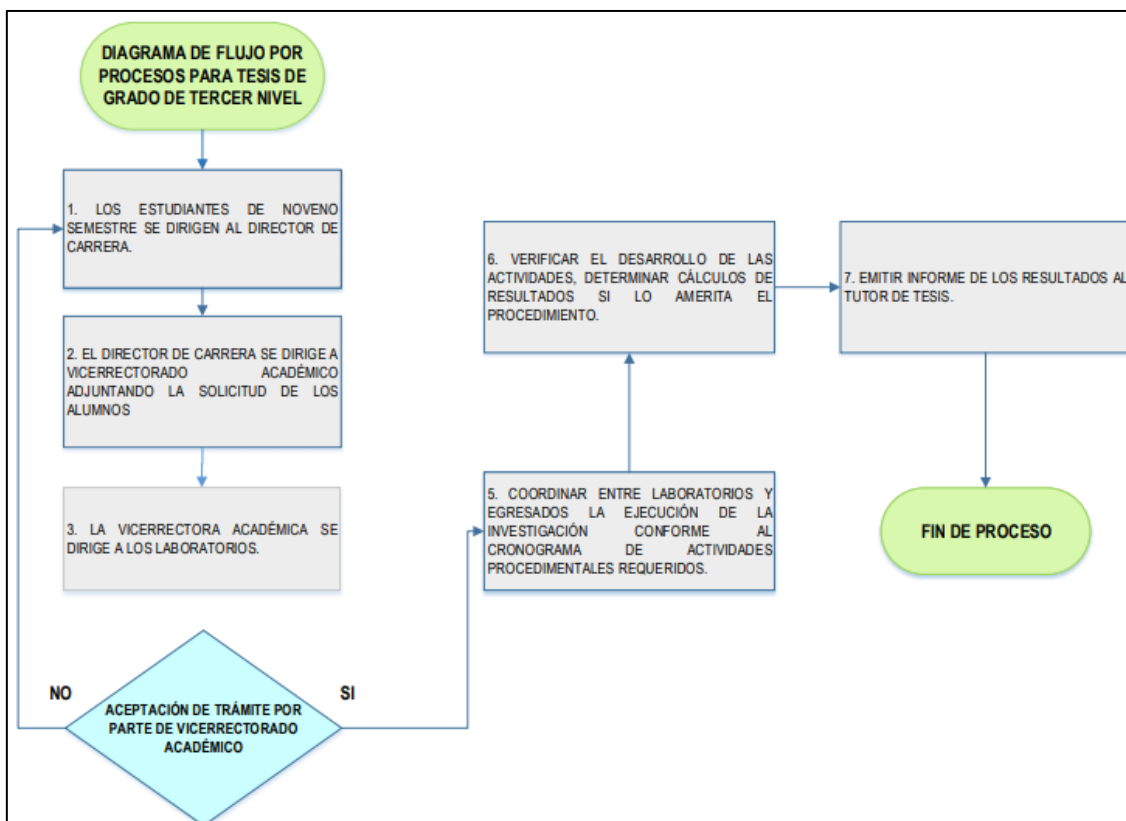 DIAGRAMA DE FLUJO POR
PROCESOS PARA TESIS DE
GRADO DE TERCER NIVEL
1. LOS ESTUDIANTES DE NOVENO
SEMESTRE SE DIRIGEN AL DIRECTOR DE
CARRERA.
2. EL DIRECTOR DE CARRERA SE DIRIGE A
VICERRECTORADO ACADÉMICO
ADJUNTANDO LA SOLICITUD DE LOS
ALUMNOS
3. LA VICERRECTORA ACADÉMICA SE
DIRIGE A LOS LABORATORIOS.
NO
SI
ACEPTACIÓN DE TRÁMITE POR
PARTE DE VICERRECTORADO
ACADÉMICO
5. COORDINAR ENTRE LABORATORIOS Y
EGRESADOS LA EJECUCIÓN DE LA
INVESTIGACIÓN CONFORME AL
CRONOGRAMA DE ACTIVIDADES
PROCEDIMENTALES REQUERIDOS.
6. VERIFICAR EL DESARROLLO DE LAS
ACTIVIDADES, DETERMINAR CÁLCULOS DE
RESULTADOS SI LO AMERITA EL
PROCEDIMIENTO.
7. EMITIR INFORME DE LOS RESULTADOS AL
TUTOR DE TESIS.
FIN DE PROCESO